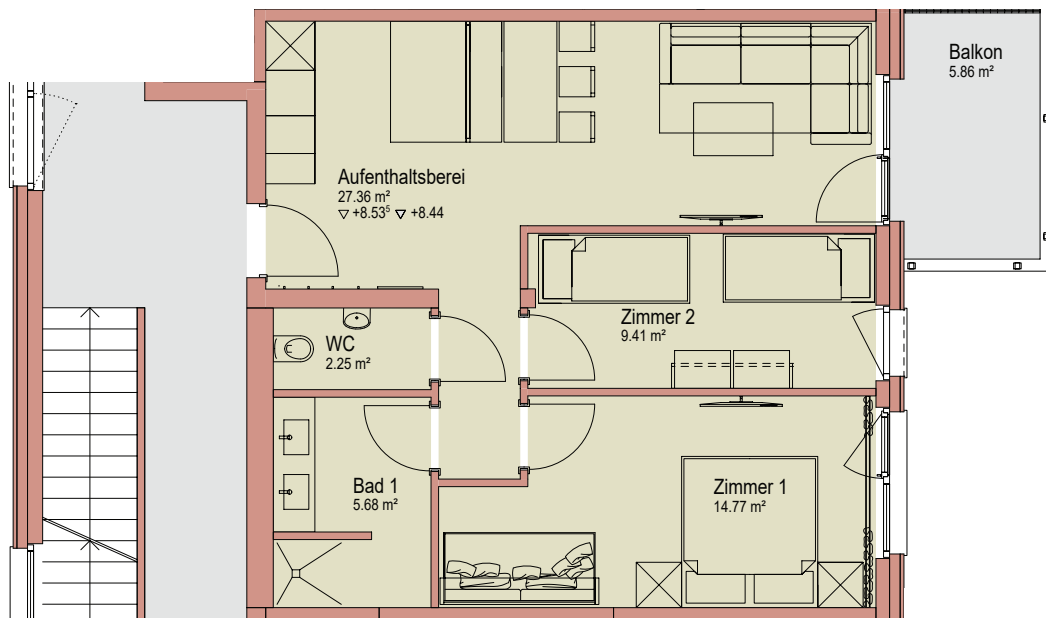 Balkon
5.86 m²
Aufenthaltsberei
27.36 m²
▽ +8.53⁵ ▽ +8.44
Zimmer 2
9.41 m²
WC
2.25 m²
Bad 1
5.68 m²
Zimmer 1
14.77 m²